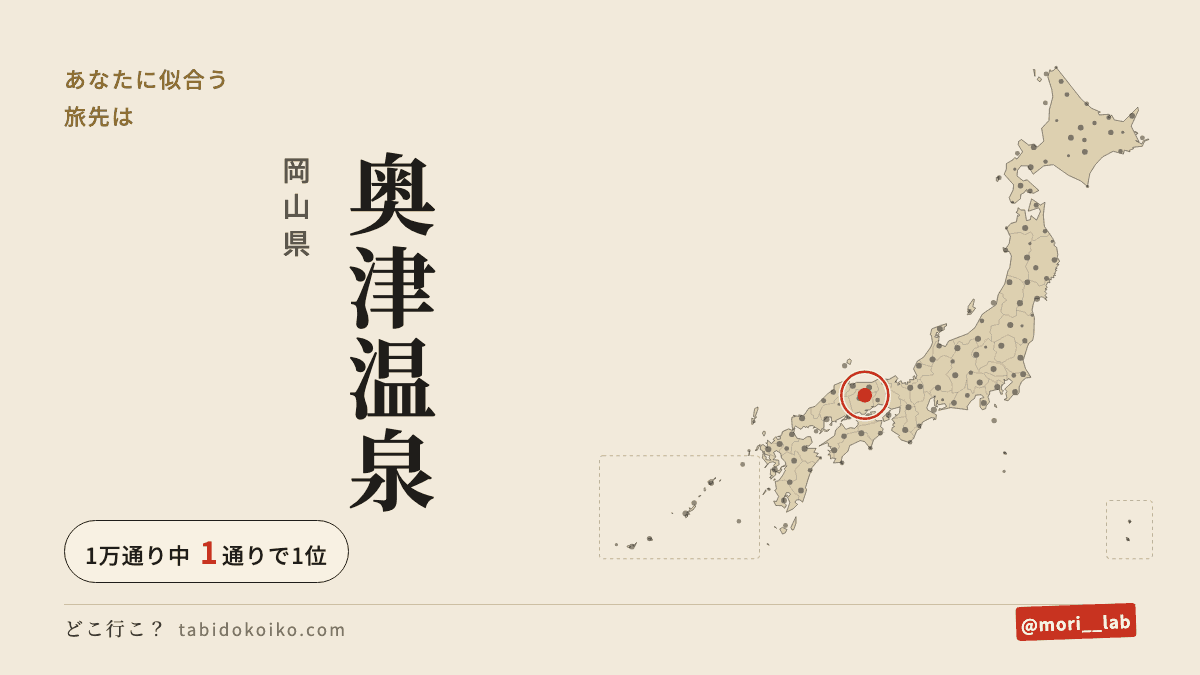 あなたに似合う
旅先は
奥津温泉
岡山県
1万通り中 1通りで1位
どこ行こ？ tabidokoiko.com
@mori__lab